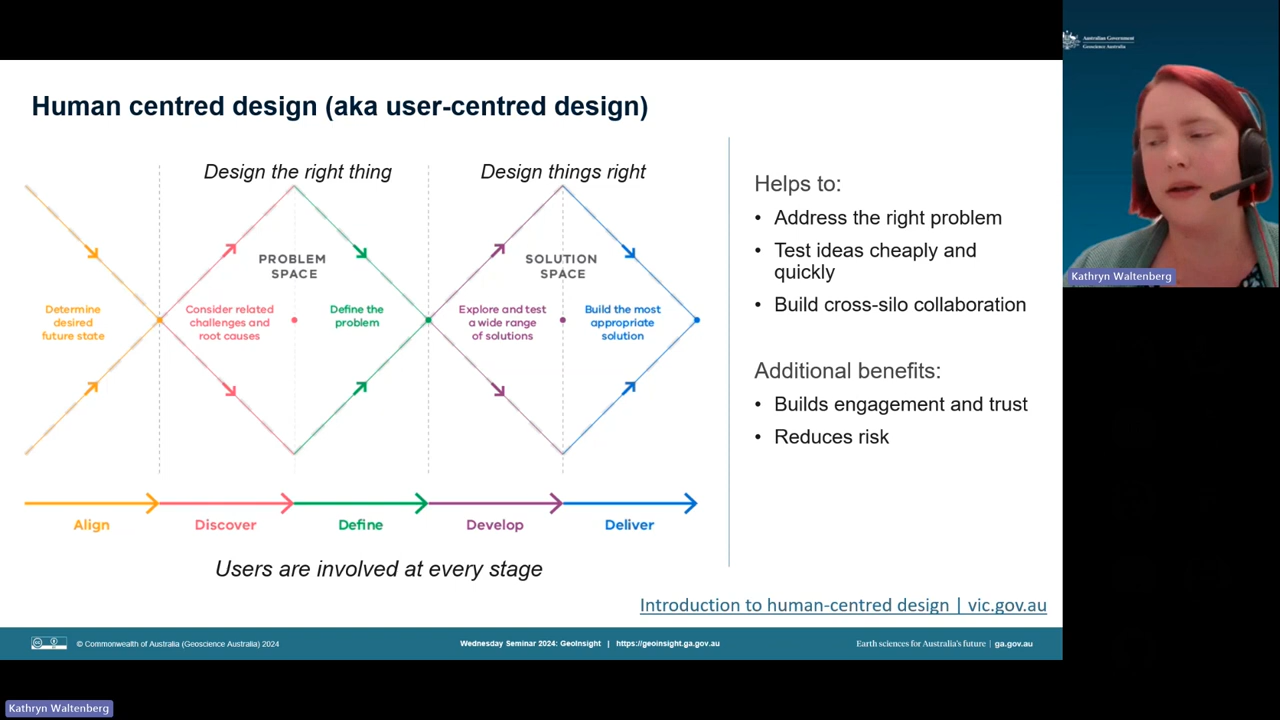 Human centred design (aka user-centred design)
Design the right thing
Design things right
PROBLEM
SPACE
SOLUTION
SPACE
Determine
desired
future state
Consider related
challenges and
root causes
Define the
problem
Explore and test
a wide range
of solutions
Build the most
appropriate
solution
Align
Discover
Define
Develop
Deliver
Users are involved at every stage
Helps to:
• Address the right problem
• Test ideas cheaply and
quickly
• Build cross-silo collaboration
Additional benefits:
• Builds engagement and trust
• Reduces risk
Introduction to human-centred design | vic.gov.au
© Commonwealth of Australia (Geoscience Australia) 2024
Wednesday Seminar 2024: GeoInsight | https://geoinsight.ga.gov.au
Earth sciences for Australia's future | ga.gov.au
Australian Government
Geoscience Australia
Kathryn Waltenberg
Kathryn Waltenberg